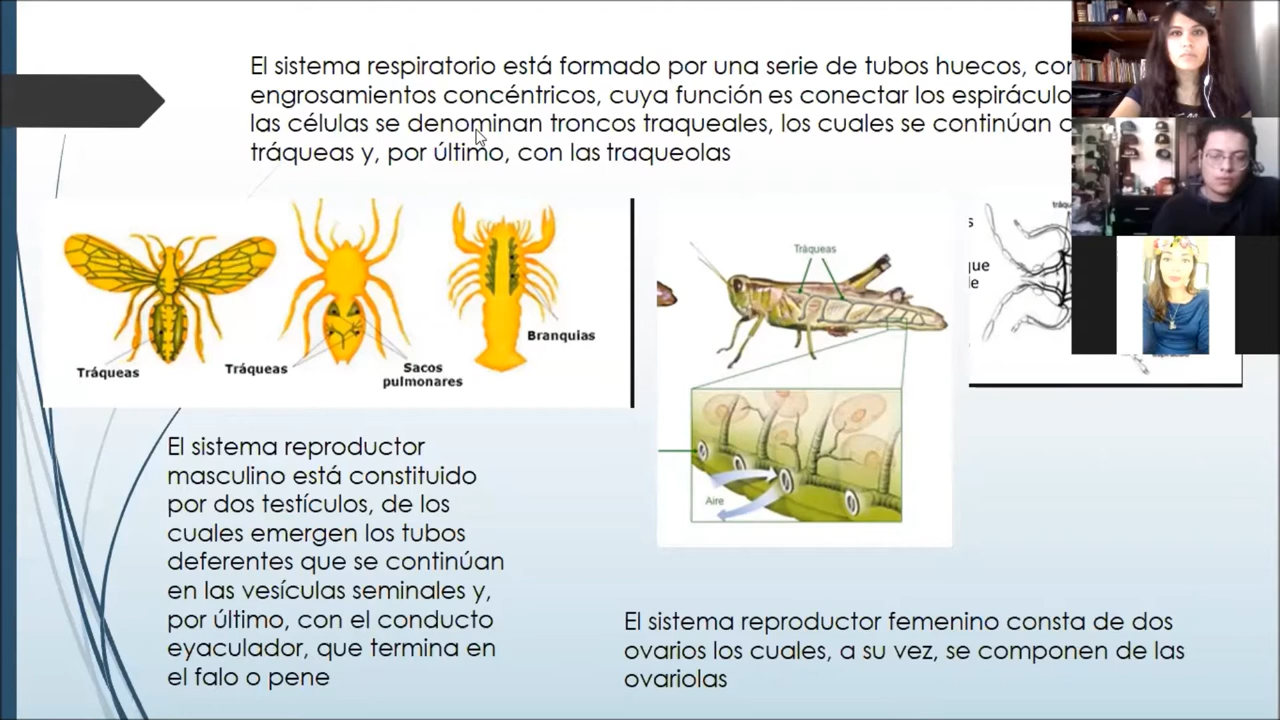 El sistema respiratorio está formado por una serie de tubos huecos, con
engrosamientos concéntricos, cuya función es conectar los espiráculo
las células se denominan troncos traqueales, los cuales se continúan
tráqueas y, por último, con las traqueolas
Tráqueas
Tráqueas
Sacos
pulmonares
Branquias
Tráqueas
Aire
El sistema reproductor
masculino está constituido
por dos testículos, de los
cuales emergen los tubos
deferentes que se continúan
en las vesículas seminales y,
por último, con el conducto
eyaculador, que termina en
el falo o pene
El sistema reproductor femenino consta de dos
ovarios los cuales, a su vez, se componen de las
ovariolas